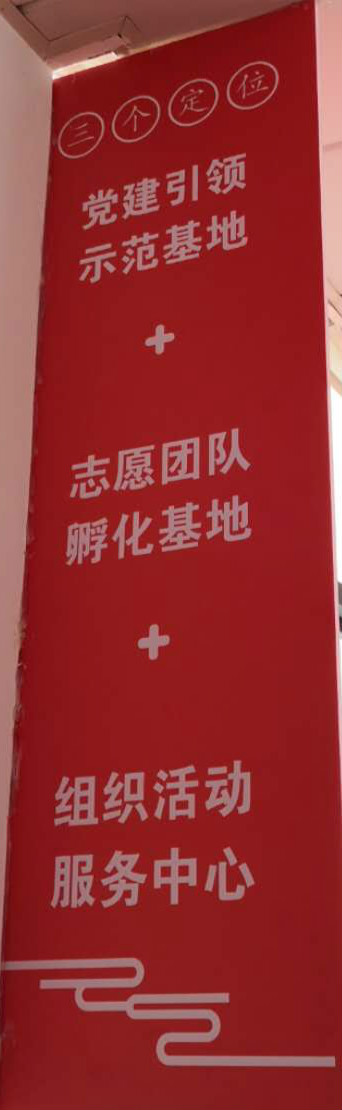 三个定位
党建引领
示范基地
+
志愿团队
孵化基地
+
组织活动
服务中心